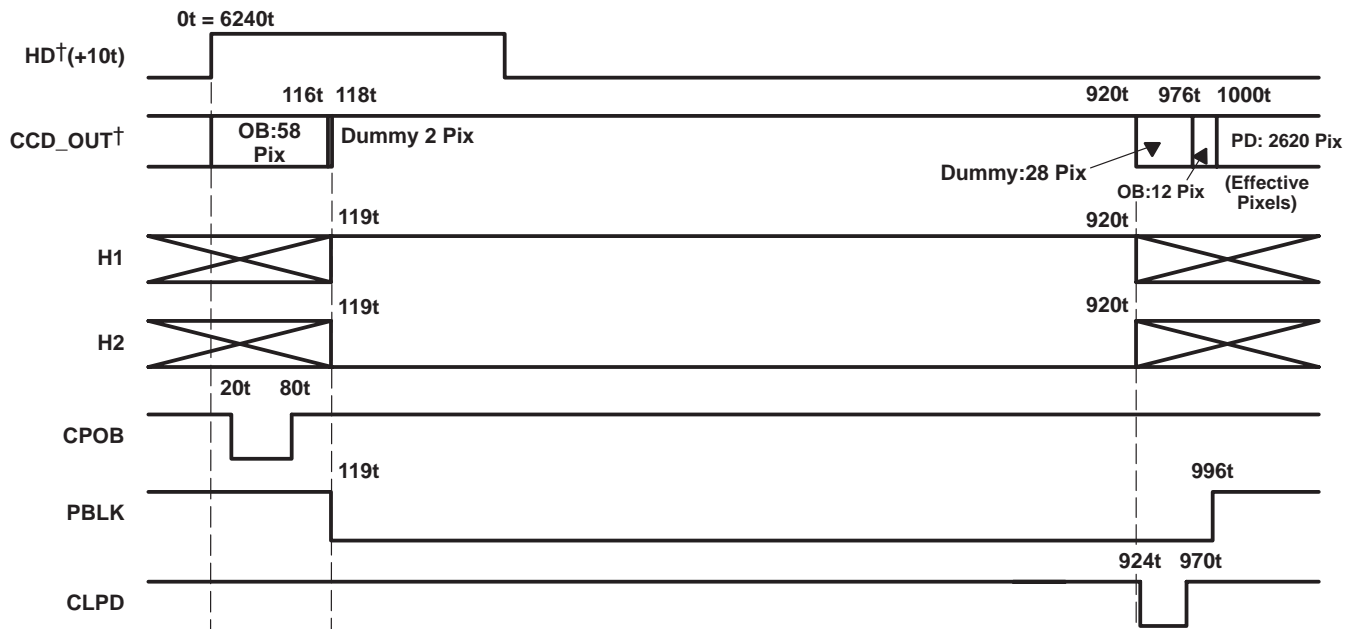 0t = 6240t
HD†(+10t)
116t 118t 920t 976t 1000t
CCD_OUT†
OB:58
Pix
Dummy 2 Pix
PD: 2620 Pix
Dummy:28 Pix
OB:12 Pix
(Effective
Pixels)
119t 920t
H1
119t 920t
H2
20t 80t
CPOB
119t 996t
PBLK
924t 970t
CLPD